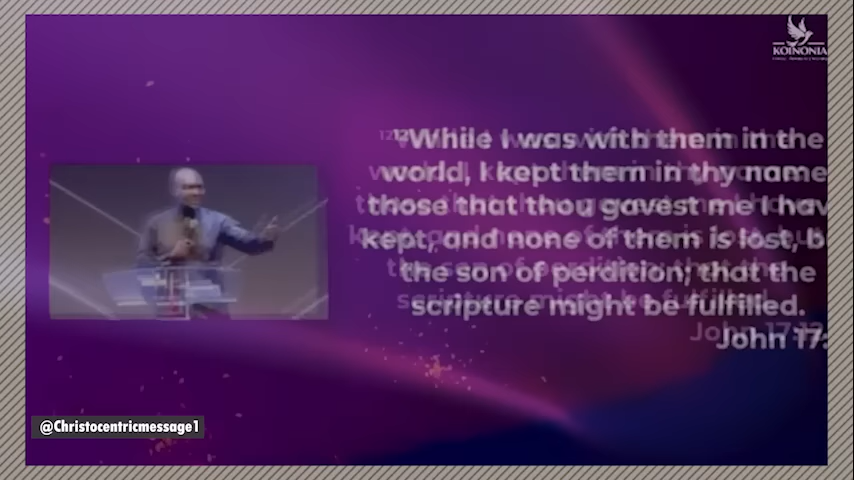 KOINONIA
12 While I was with them in the
world, I kept them in thy name
those that thou gavest me I hav
kept, and none of them is lost, b
the son of perdition; that the
scripture might be fulfilled.
John 17:
@Christocentricmessage1